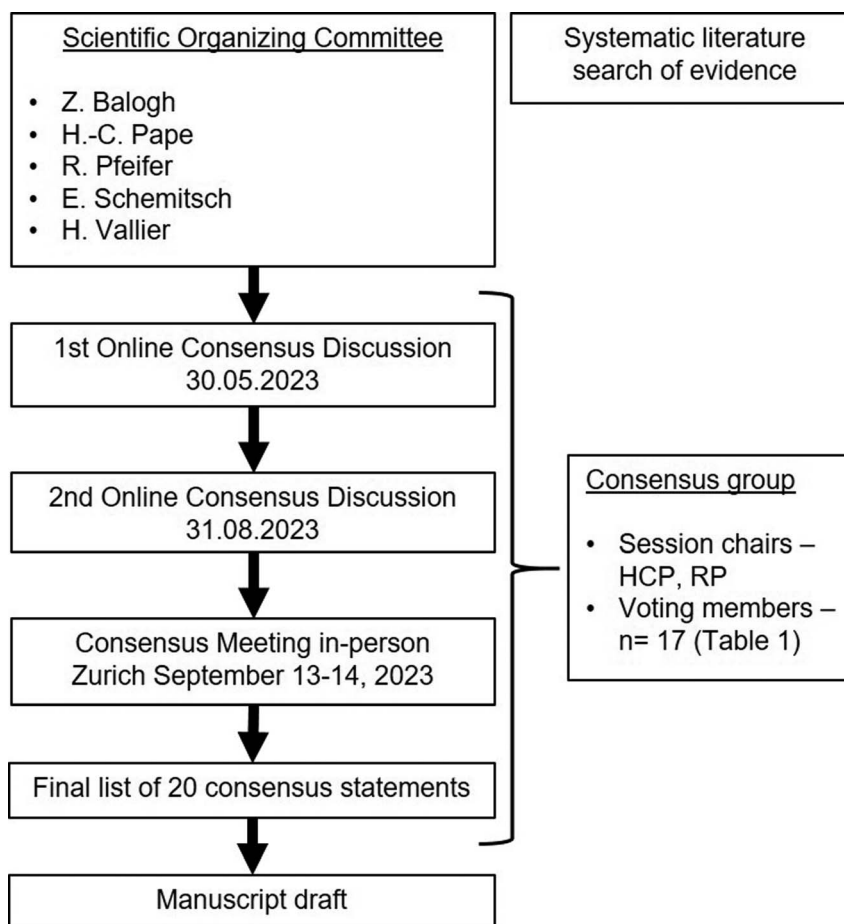 Scientific Organizing Committee
• Z. Balogh
• H.-C. Pape
• R. Pfeifer
• E. Schemitsch
• H. Vallier
Systematic literature
search of evidence
1st Online Consensus Discussion
30.05.2023
2nd Online Consensus Discussion
31.08.2023
Consensus Meeting in-person
Zurich September 13-14, 2023
Final list of 20 consensus statements
Manuscript draft
Consensus group
• Session chairs –
HCP, RP
• Voting members –
n= 17 (Table 1)